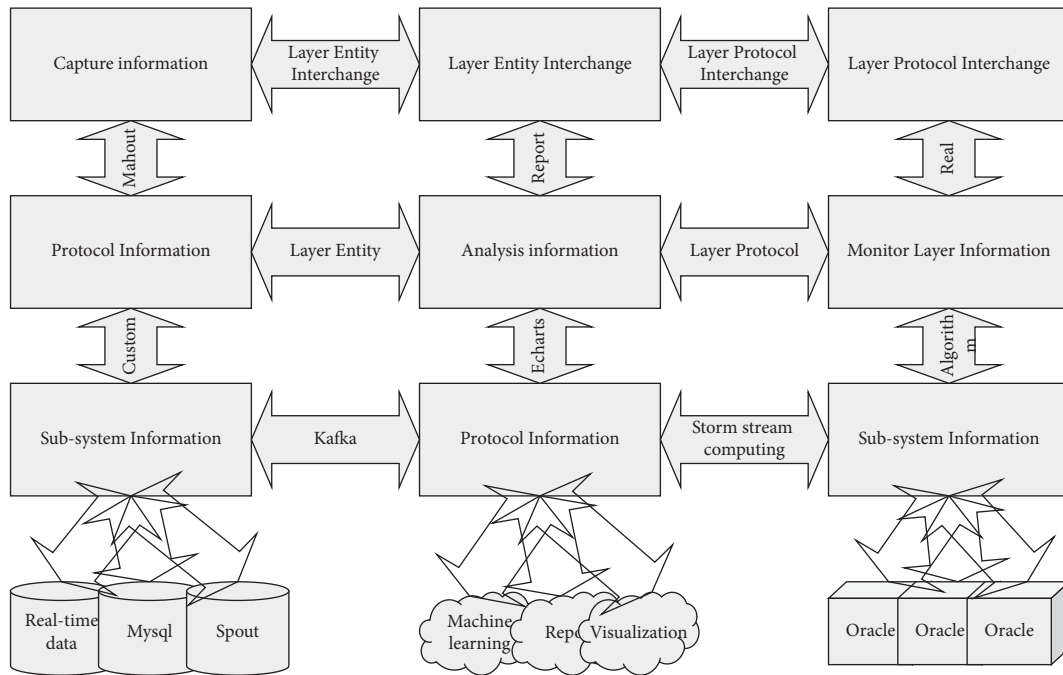 Capture information
Layer Entity
Interchange
Layer Entity Interchange
Layer Protocol
Interchange
Layer Protocol Interchange
Mahout
Report
Real
Protocol Information
Layer Entity
Analysis information
Layer Protocol
Monitor Layer Information
Custom
Echarts
Algorith
m
Sub-system Information
Kafka
Protocol Information
Storm stream
computing
Sub-system Information
Real-time
data
Mysql
Spout
Machine
learning
Repo
Visualization
Oracle
Oracle
Oracle